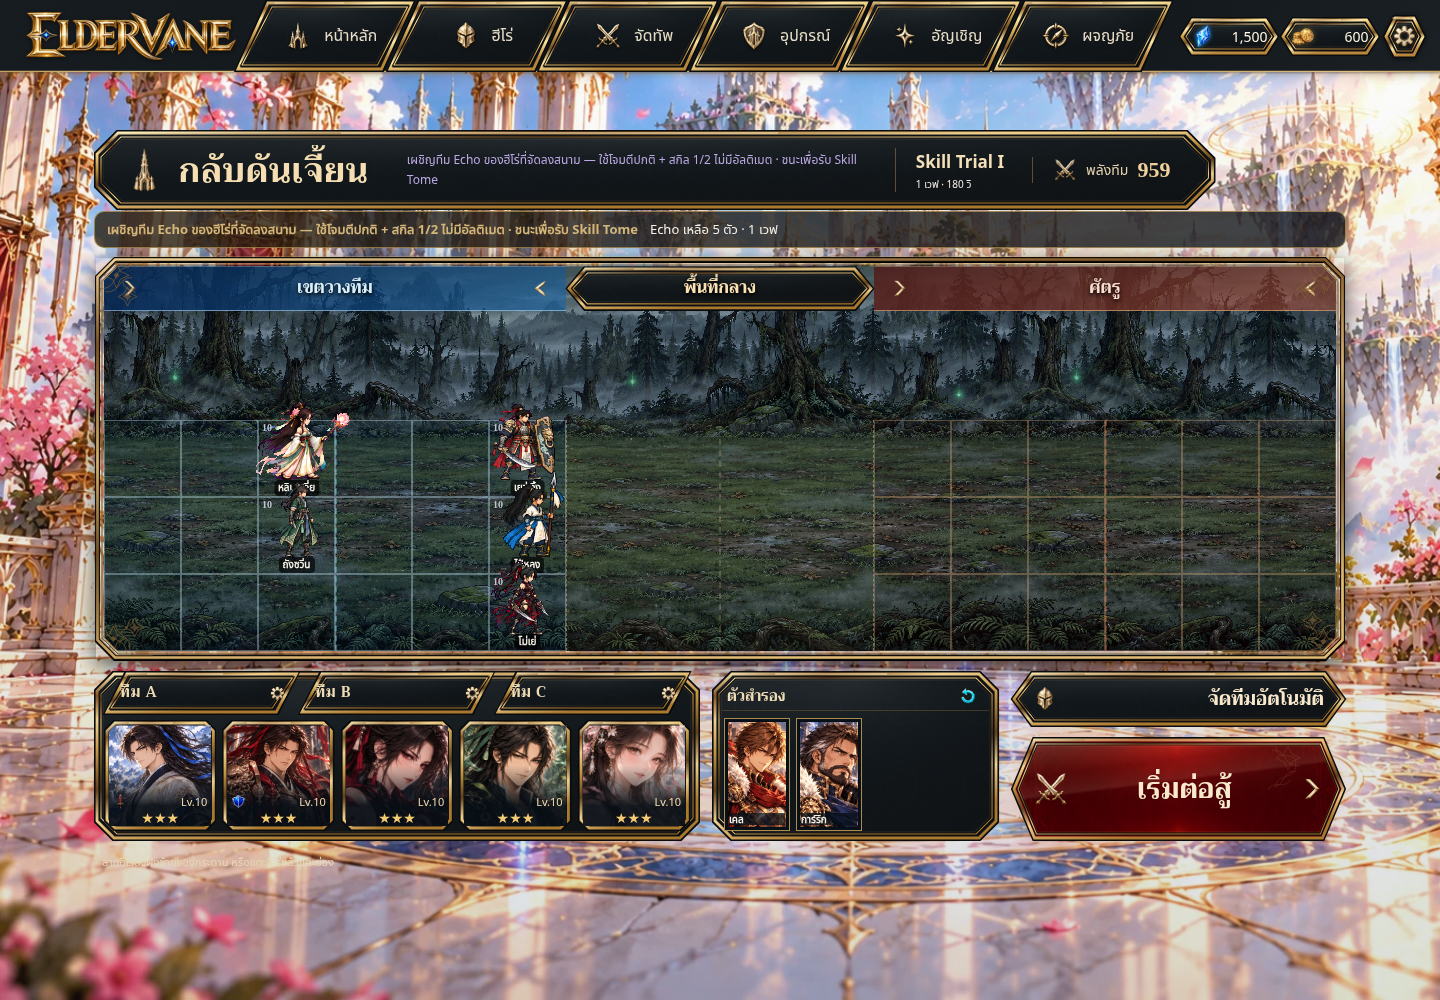 ELDERVANE
หน้าหลัก
ฮีโร่
จัดทัพ
อุปกรณ์
อัญเชิญ
ผจญภัย
1,500
600
กลับดันเจี้ยน
เผชิญทีม Echo ของฮีโร่ที่จัดลงสนาม — ใช้โจมตีปกติ + สกิล 1/2 ไม่มีอัลติเมต · ชนะเพื่อรับ Skill
Tome
Skill Trial I
1 เวฟ · 180 วิ
พลังทีม 959
เผชิญทีม Echo ของฮีโร่ที่จัดลงสนาม — ใช้โจมตีปกติ + สกิล 1/2 ไม่มีอัลติเมต · ชนะเพื่อรับ Skill Tome Echo เหลือ 5 ตัว · 1 เวฟ
เขตวางทีม
พื้นที่กลาง
ศัตรู
10
10
10
ถังซวิ่น
10
10
โม่เย่
ทีม A
ทีม B
ทีม C
Lv.10
★★★
Lv.10
★★★
Lv.10
★★★
Lv.10
★★★
Lv.10
★★★
ตัวสำรอง
เคล
การ์ริก
จัดทีมอัตโนมัติ
เริ่มต่อสู้